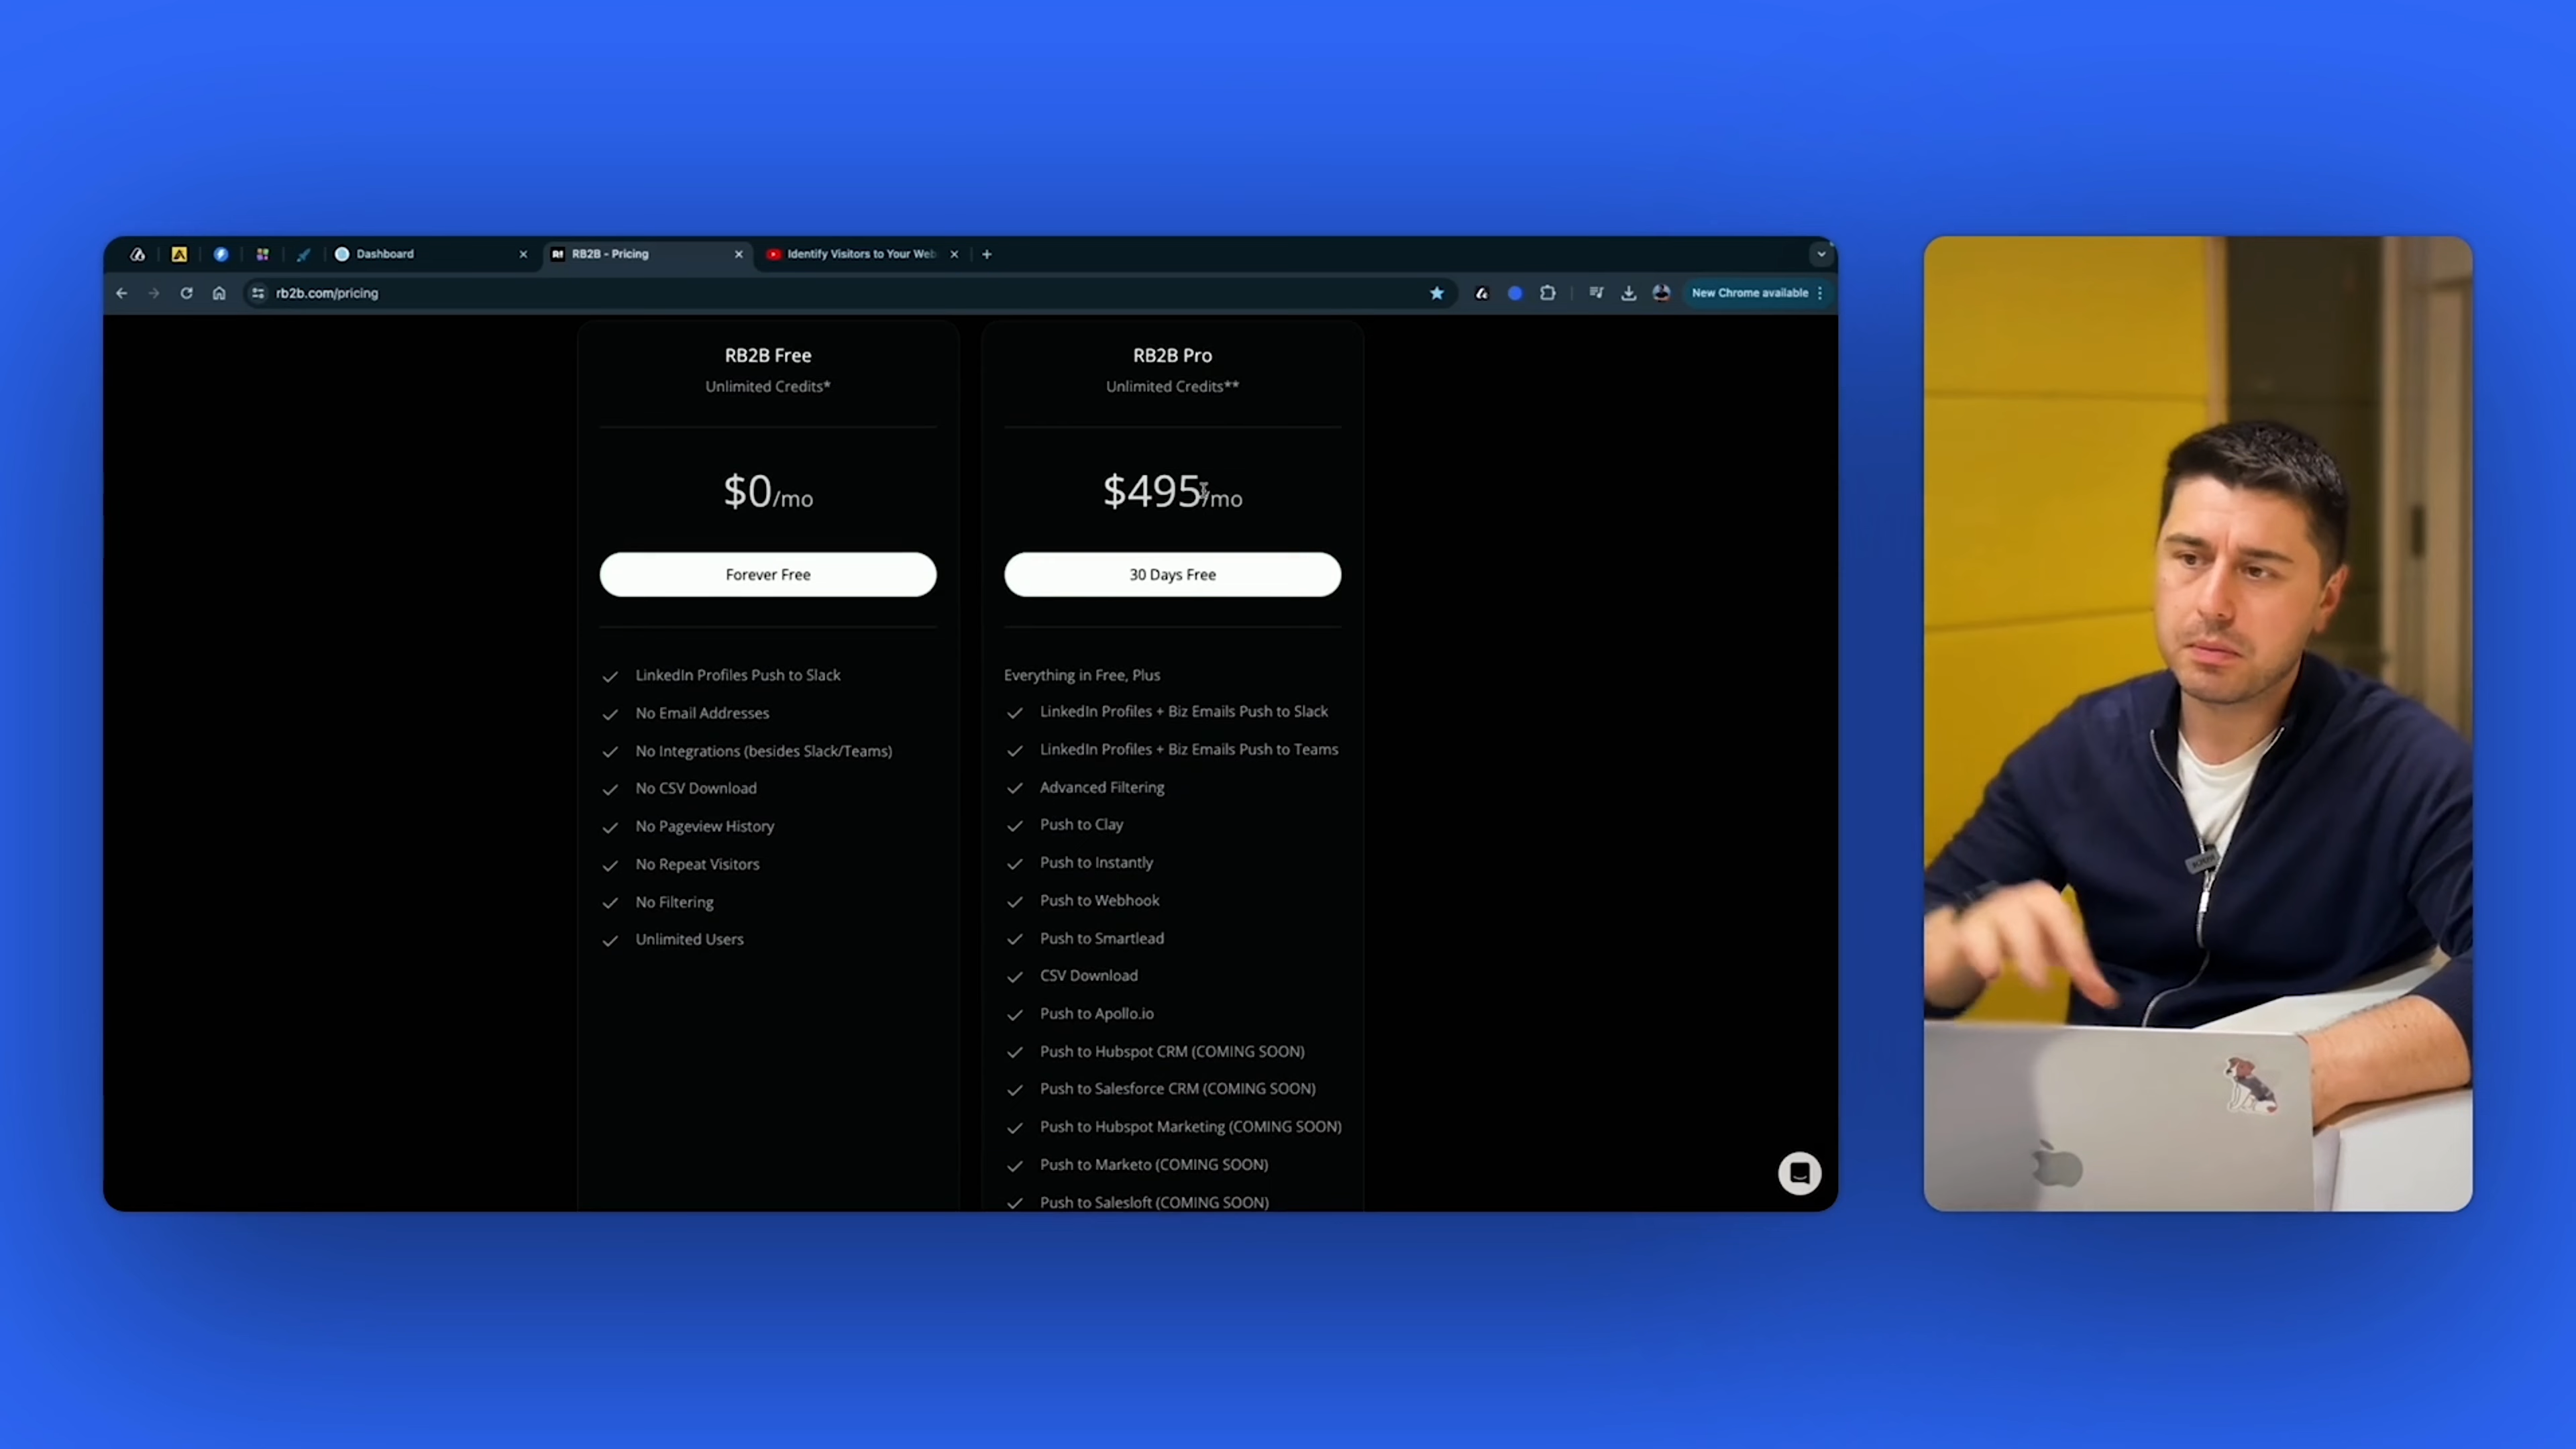 Dashboard
RB2B - Pricing
Identify Visitors to Your Web
rb2b.com/pricing
New Chrome available
RB2B Free
Unlimited Credits*
$0/mo
Forever Free
LinkedIn Profiles Push to Slack
No Email Addresses
No Integrations (besides Slack/Teams)
No CSV Download
No Pageview History
No Repeat Visitors
No Filtering
Unlimited Users
RB2B Pro
Unlimited Credits**
$495/mo
30 Days Free
Everything in Free, Plus
LinkedIn Profiles + Biz Emails Push to Slack
LinkedIn Profiles + Biz Emails Push to Teams
Advanced Filtering
Push to Clay
Push to Instantly
Push to Webhook
Push to Smartlead
CSV Download
Push to Apollo.io
Push to Hubspot CRM (COMING SOON)
Push to Salesforce CRM (COMING SOON)
Push to Hubspot Marketing (COMING SOON)
Push to Marketo (COMING SOON)
Push to Salesloft (COMING SOON)